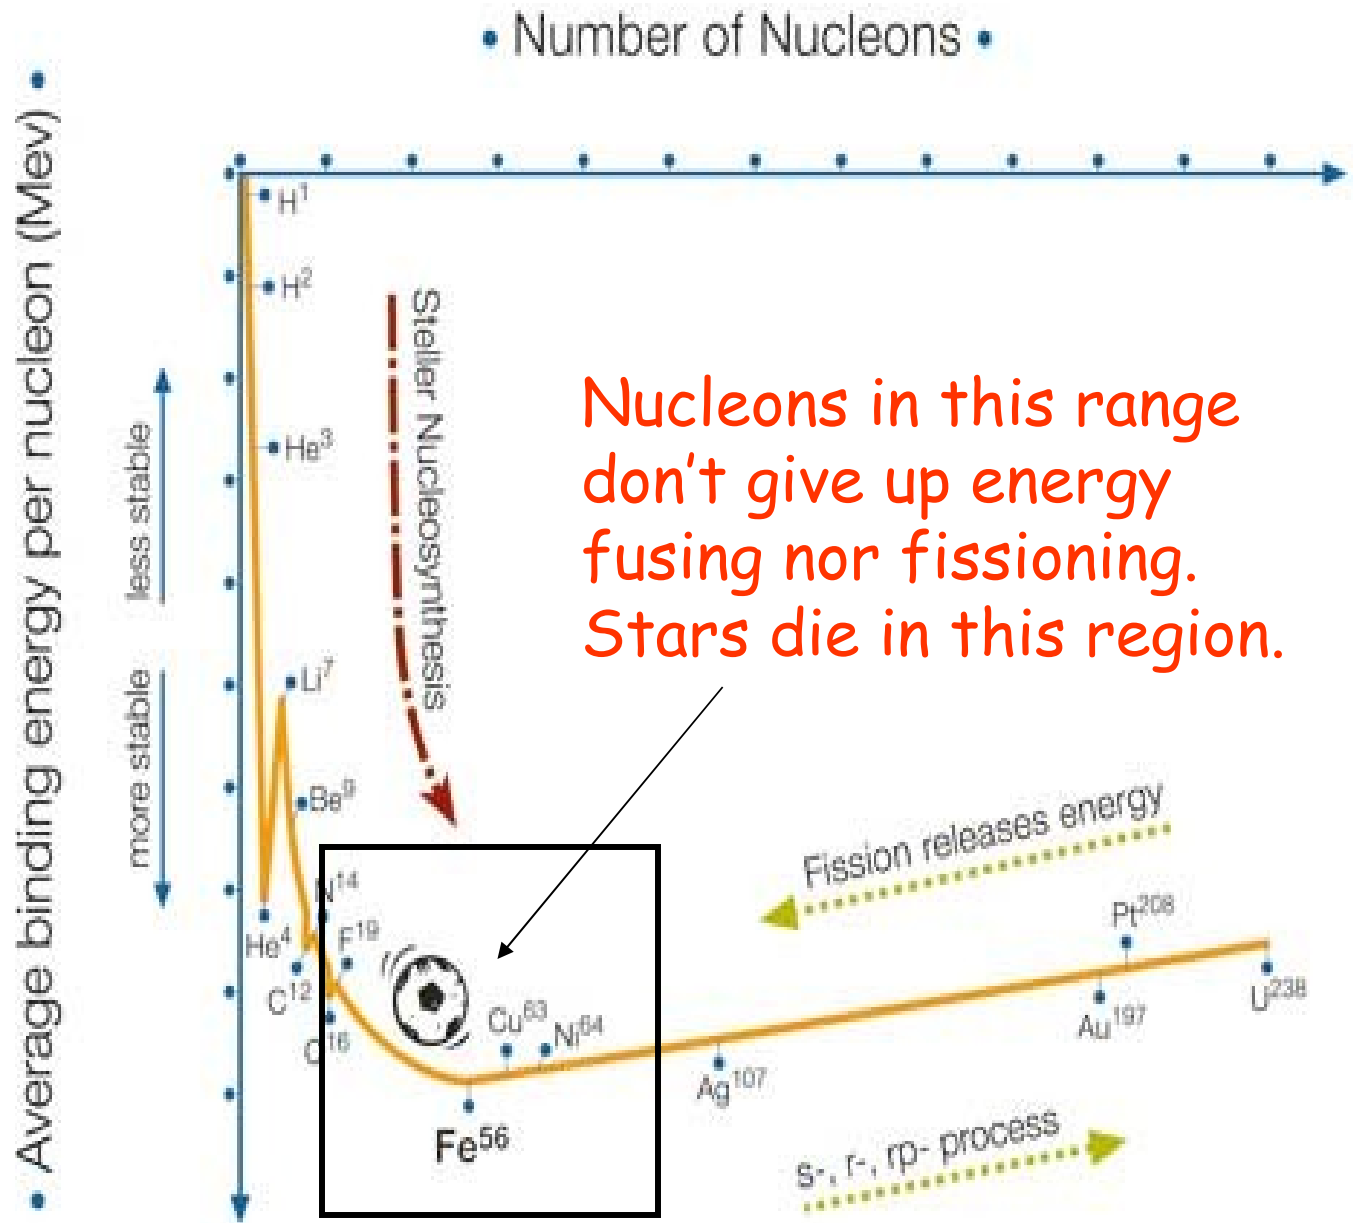 • Number of Nucleons •
• Average binding energy per nucleon (Mev) •
less stable
more stable
H1
H2
He3
Steller Nucleosynthesis
Nucleons in this range
don't give up energy
fusing nor fissioning.
Stars die in this region.
Li7
Be9
Fission releases energy
N14
He4
F19
C12
O16
Cu63
Ni64
Fe56
Ag107
Pt208
Au197
U238
s-, r-, rp- process